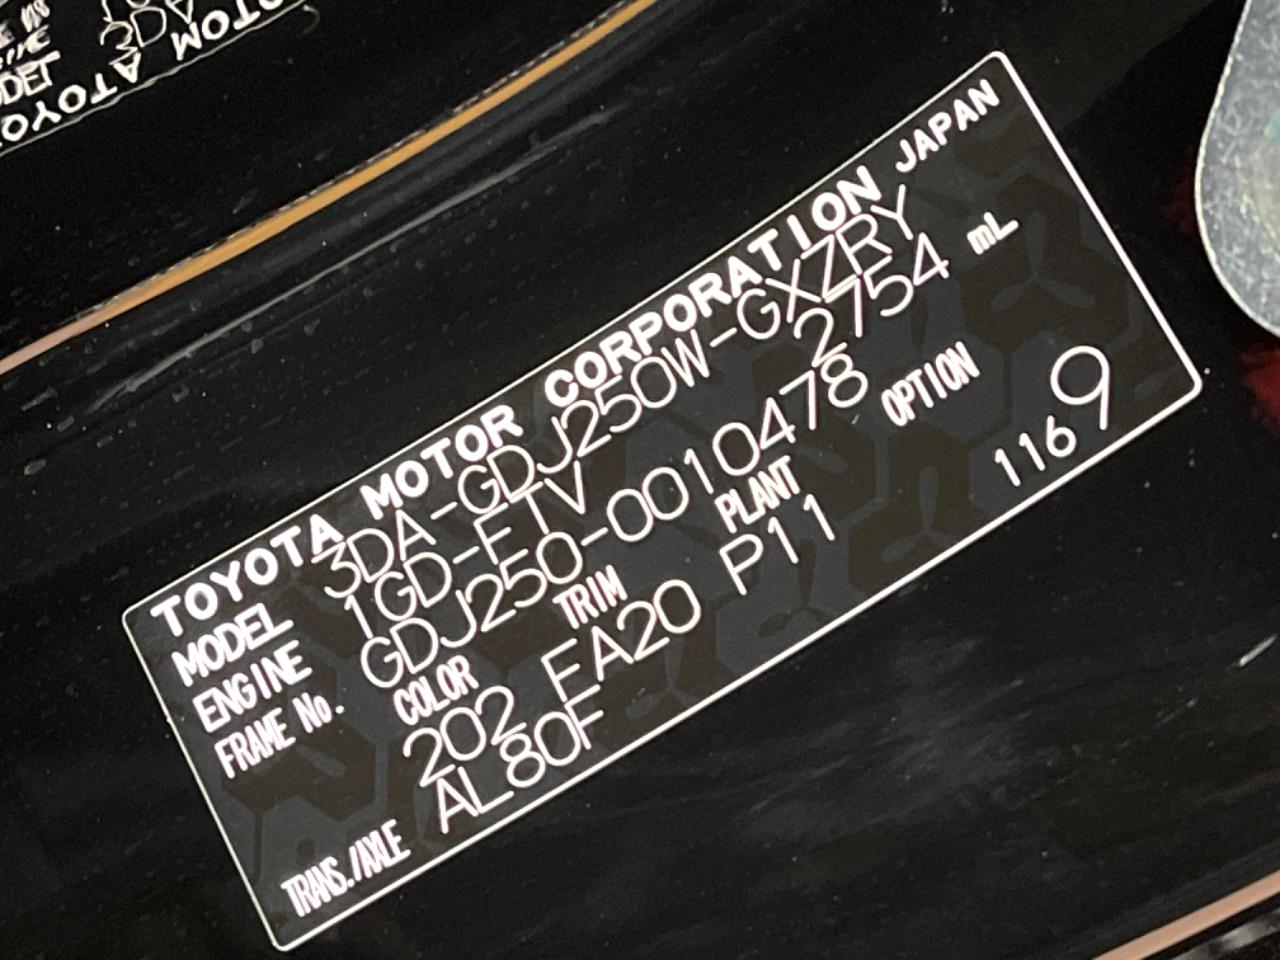 TOYOTA MOTOR CORPORATION JAPAN
MODEL 3DA-GDJ250W-GXZRY
ENGINE 1GD-FTV 2754 mL
FRAME No. GDJ250-0010478
COLOR TRIM PLANT OPTION
202 EA20 P11 1169
TRANS./AXLE AL80F